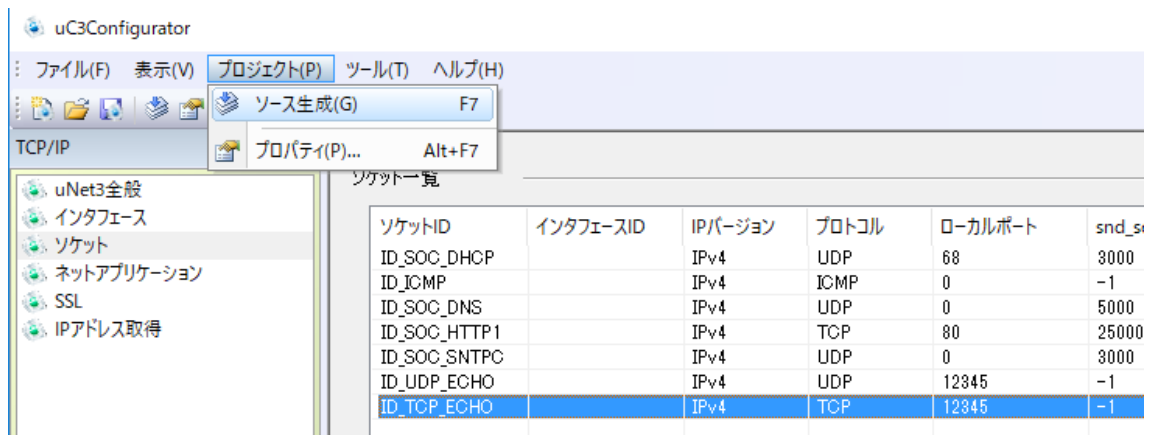 uC3Configurator
ファイル(F) 表示(V) プロジェクト(P) ツール(T) ヘルプ(H)
ソース生成(G) F7
プロパティ(P)... Alt+F7
TCP/IP
uNet3全般
インタフェース
ソケット
ネットアプリケーション
SSL
IPアドレス取得
ソケット一覧
ソケットID インタフェースID IPバージョン プロトコル ローカルポート
ID_SOC_DHCP IPv4 UDP 68 3000
ID_ICMP IPv4 ICMP 0 -1
ID_SOC_DNS IPv4 UDP 0 5000
ID_SOC_HTTP1 IPv4 TCP 80 25000
ID_SOC_SNTPC IPv4 UDP 0 3000
ID_UDP_ECHO IPv4 UDP 12345 -1
ID_TCP_ECHO IPv4 TCP 12345 -1